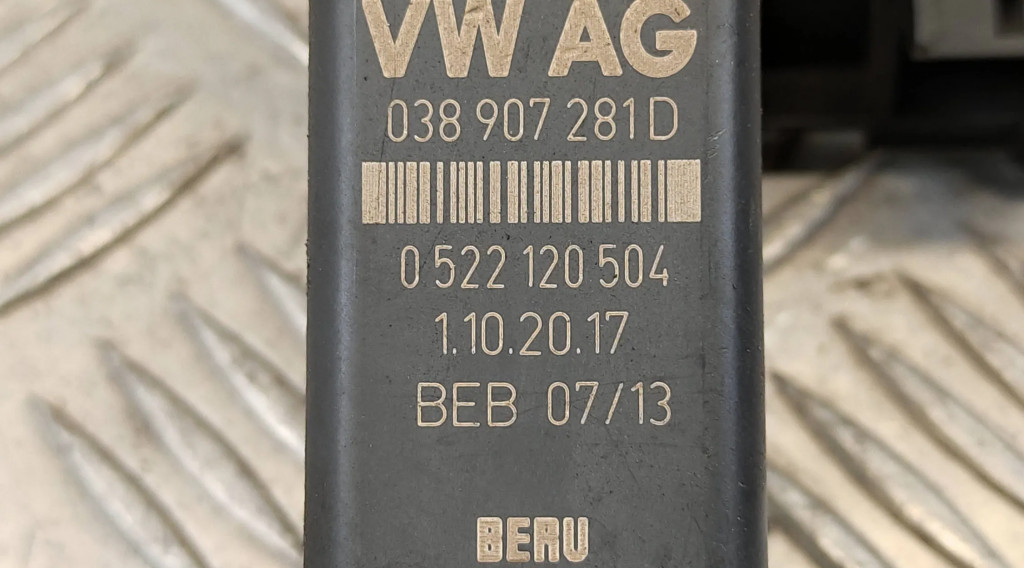 VW AG
038 907 281D
0 522 120 504
1.10.20.17
BEB 07/13
BERU